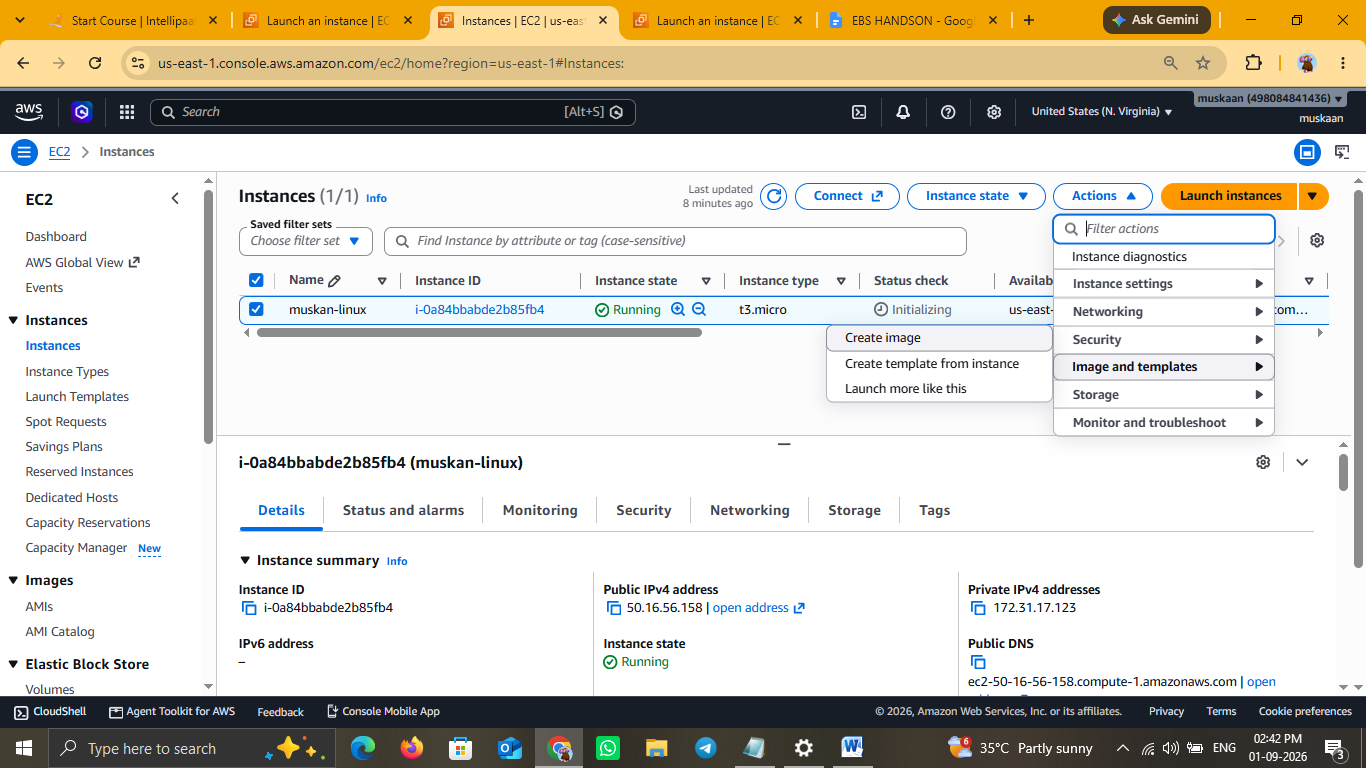 Start Course | Intellipaa
Launch an instance | EC
Instances | EC2 | us-eas
Launch an instance | EC
EBS HANDSON - Goog
Ask Gemini
us-east-1.console.aws.amazon.com/ec2/home?region=us-east-1#Instances:
aws
Search
[Alt+S]
United States (N. Virginia)
muskaan (498084841436)
muskaan
EC2
Instances
EC2
Dashboard
AWS Global View
Events
Instances
Instances
Instance Types
Launch Templates
Spot Requests
Savings Plans
Reserved Instances
Dedicated Hosts
Capacity Reservations
Capacity Manager New
Images
AMIs
AMI Catalog
Elastic Block Store
Volumes
Instances (1/1) Info
Last updated
8 minutes ago
Connect
Instance state
Actions
Launch instances
Saved filter sets
Choose filter set
Find Instance by attribute or tag (case-sensitive)
Name
Instance ID
Instance state
Instance type
Status check
Availab
muskan-linux
i-0a84bbabde2b85fb4
Running
t3.micro
Initializing
us-east-
com...
Filter actions
Instance diagnostics
Instance settings
Networking
Security
Image and templates
Storage
Monitor and troubleshoot
Create image
Create template from instance
Launch more like this
i-0a84bbabde2b85fb4 (muskan-linux)
Details
Status and alarms
Monitoring
Security
Networking
Storage
Tags
Instance summary Info
Instance ID
i-0a84bbabde2b85fb4
Public IPv4 address
50.16.56.158 | open address
Private IPv4 addresses
172.31.17.123
IPv6 address
–
Instance state
Running
Public DNS
ec2-50-16-56-158.compute-1.amazonaws.com | open
CloudShell
Agent Toolkit for AWS
Feedback
Console Mobile App
© 2026, Amazon Web Services, Inc. or its affiliates.
Privacy
Terms
Cookie preferences
Type here to search
6
35°C Partly sunny
ENG
02:42 PM
01-09-2026
3